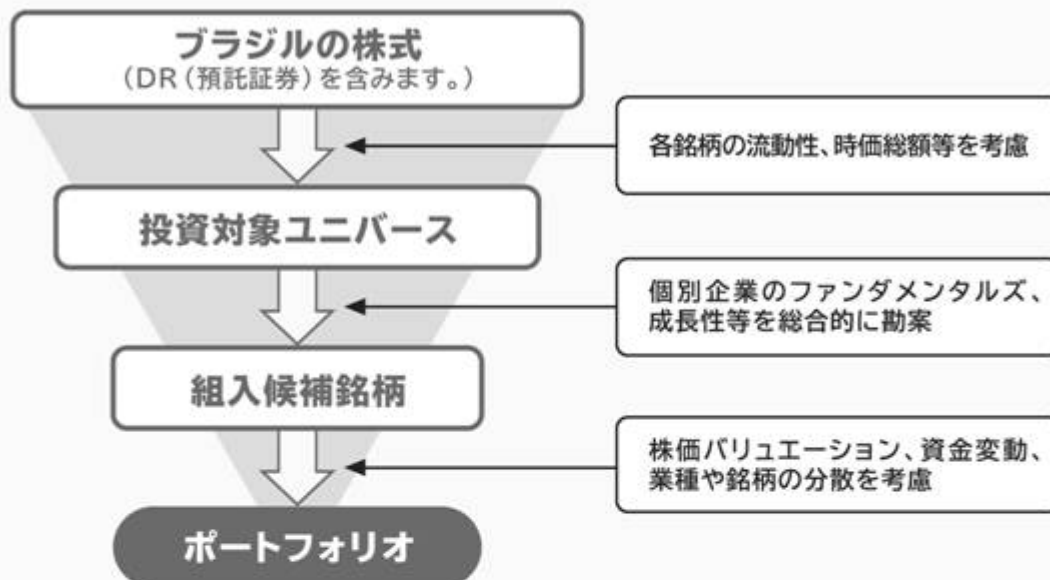 ブラジルの株式
(DR(預託証券)を含みます。)
各銘柄の流動性、時価総額等を考慮
投資対象ユニバース
個別企業のファンダメンタルズ、
成長性等を総合的に勘案
組入候補銘柄
株価バリュエーション、資金変動、
業種や銘柄の分散を考慮
ポートフォリオ